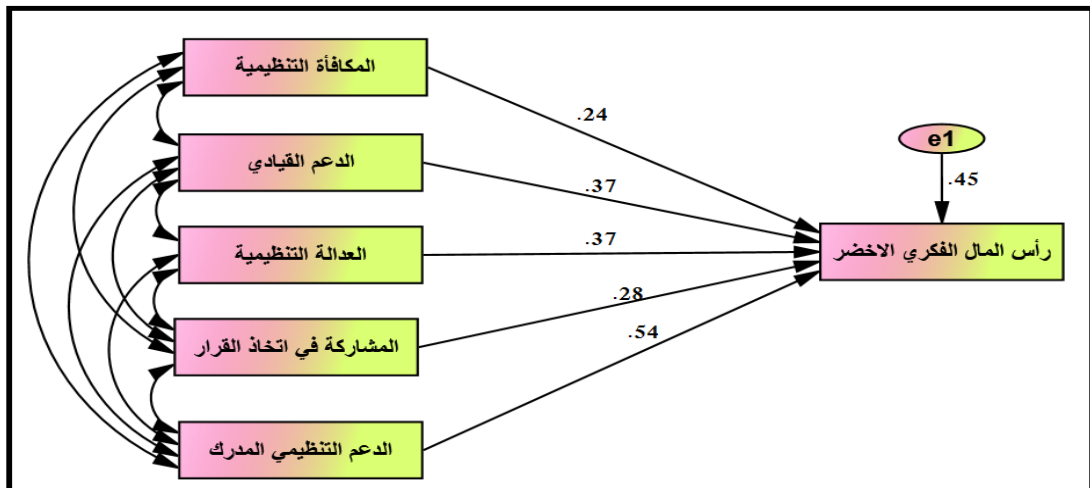 المكافأة التنظيمية
.24
e1
الدعم القيادي
.37
.45
العدالة التنظيمية
.37
رأس المال الفكري الاخضر
.28
المشاركة في اتخاذ القرار
.54
الدعم التنظيمي المدرك